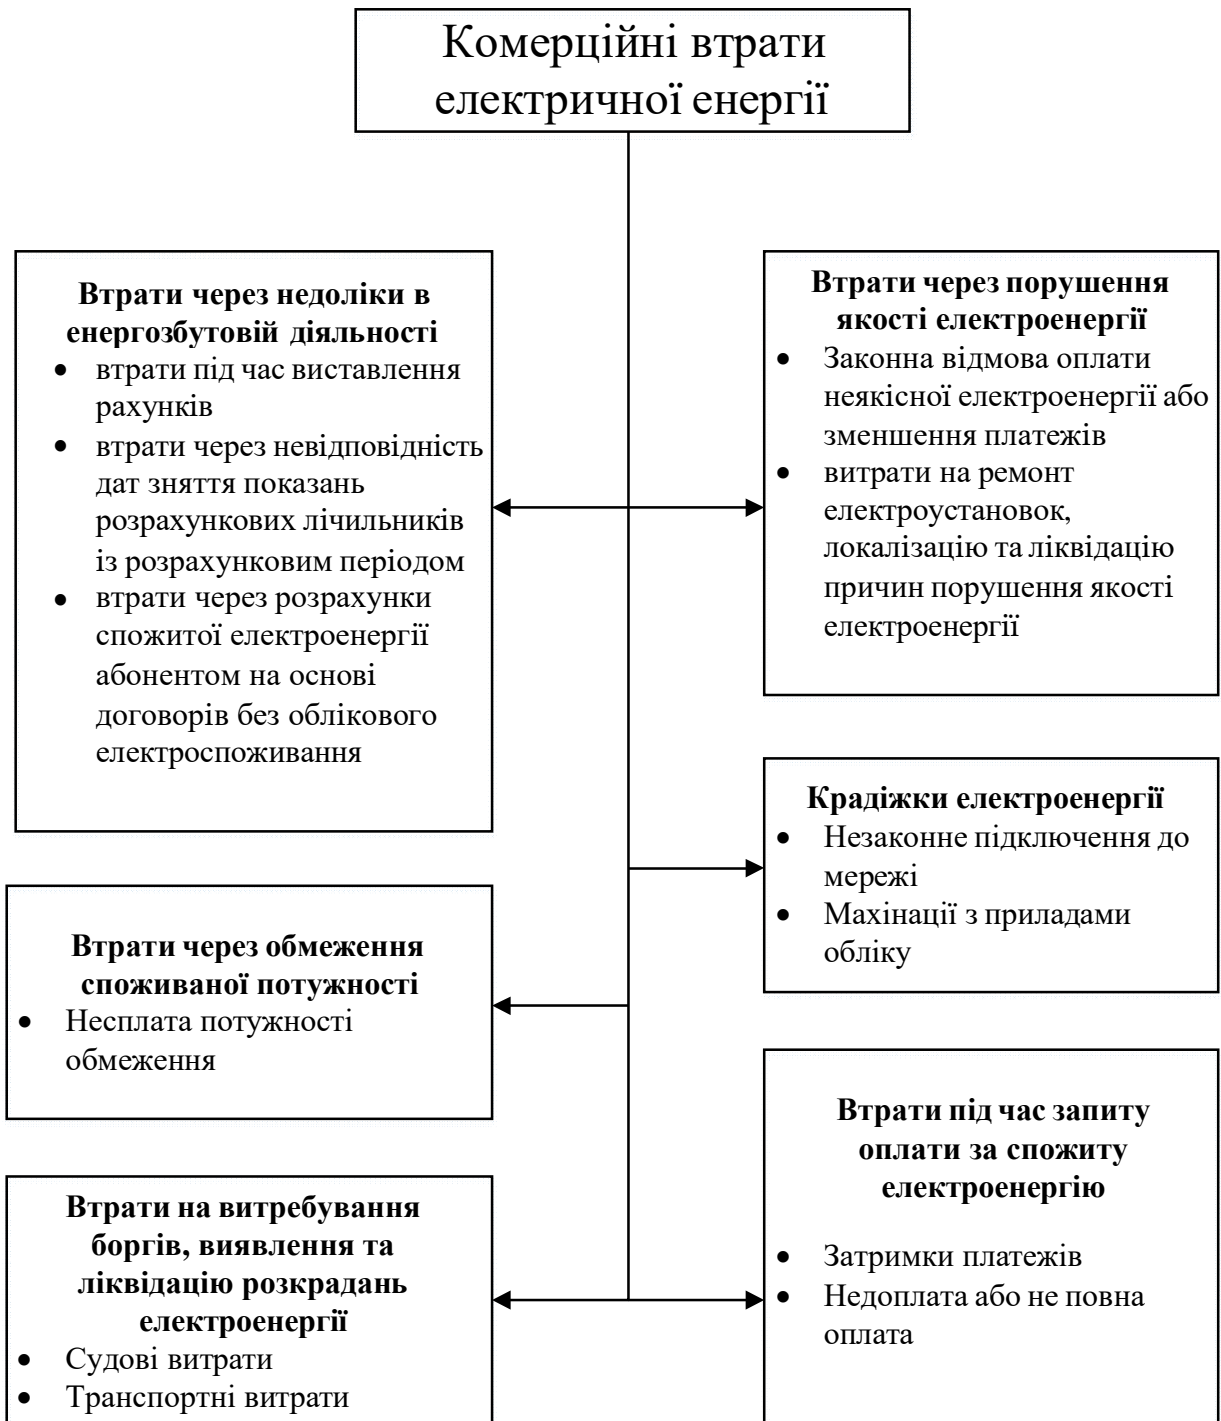 Комерційні втрати
електричної енергії
Втрати через недоліки в
енергозбутовій діяльності
• втрати під час виставлення
рахунків
• втрати через невідповідність
дат зняття показань
розрахункових лічильників
із розрахунковим періодом
• втрати через розрахунки
спожитої електроенергії
абонентом на основі
договорів без облікового
електроспоживання
Втрати через порушення
якості електроенергії
• Законна відмова оплати
неякісної електроенергії або
зменшення платежів
• витрати на ремонт
електроустановок,
локалізацію та ліквідацію
причин порушення якості
електроенергії
Крадіжки електроенергії
• Незаконне підключення до
мережі
• Махінації з приладами
обліку
Втрати через обмеження
споживаної потужності
• Несплата потужності
обмеження
Втрати під час запиту
оплати за спожиту
електроенергію
• Затримки платежів
• Недоплата або не повна
оплата
Втрати на витребування
боргів, виявлення та
ліквідацію розкрадань
електроенергії
• Судові витрати
• Транспортні витрати